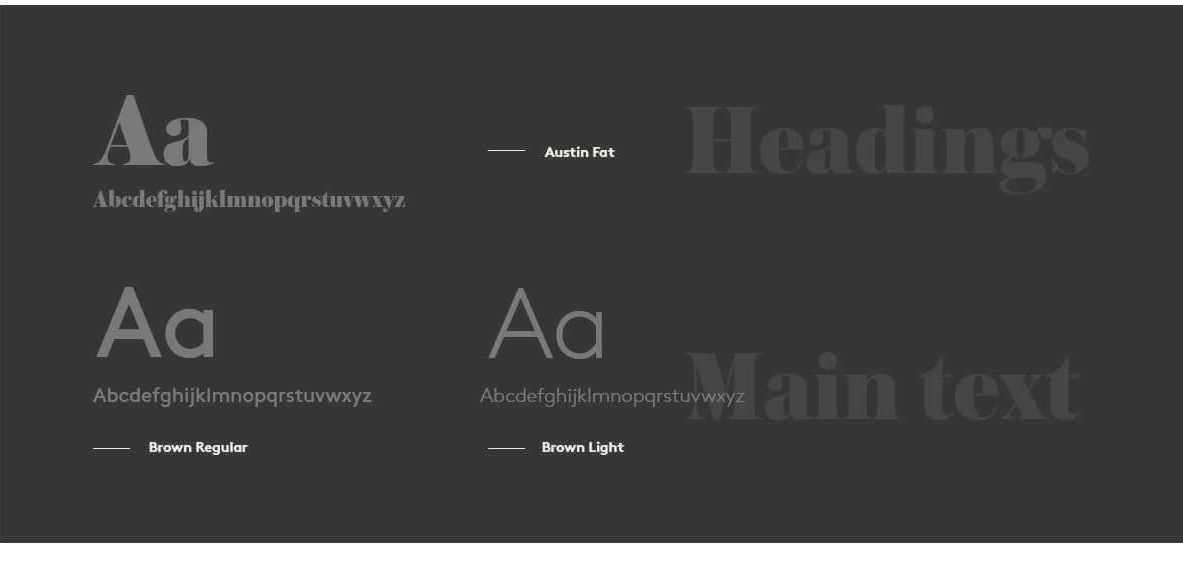 Aa
Abcdefghijklmnopqrstuvwxyz
Austin Fat
Headings
Aa
Abcdefghijklmnopqrstuvwxyz
Brown Regular
Aa
Abcdefghijklmnopqrstuvwxyz
Brown Light
Main text